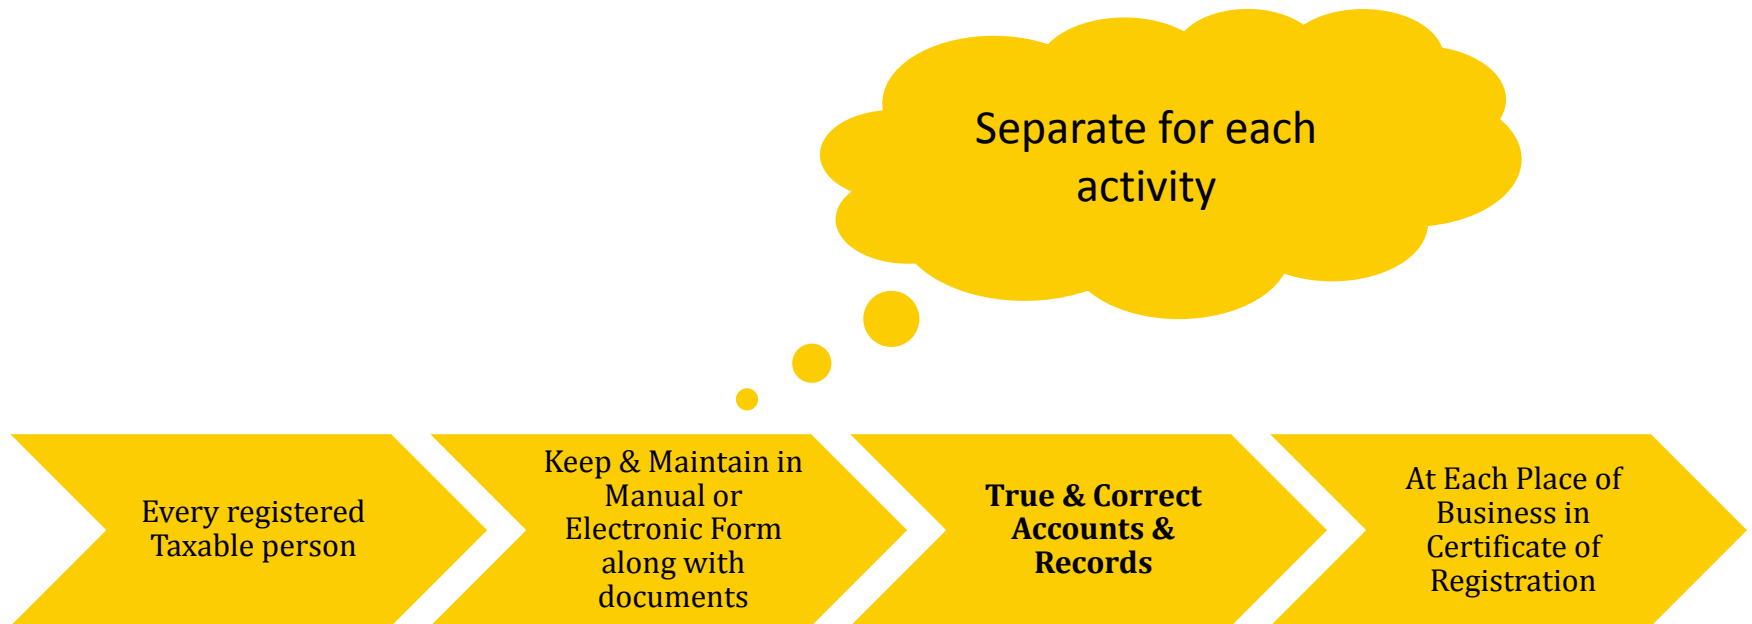 Separate for each
activity
Every registered
Taxable person
Keep & Maintain in
Manual or
Electronic Form
along with
documents
True & Correct
Accounts &
Records
At Each Place of
Business in
Certificate of
Registration